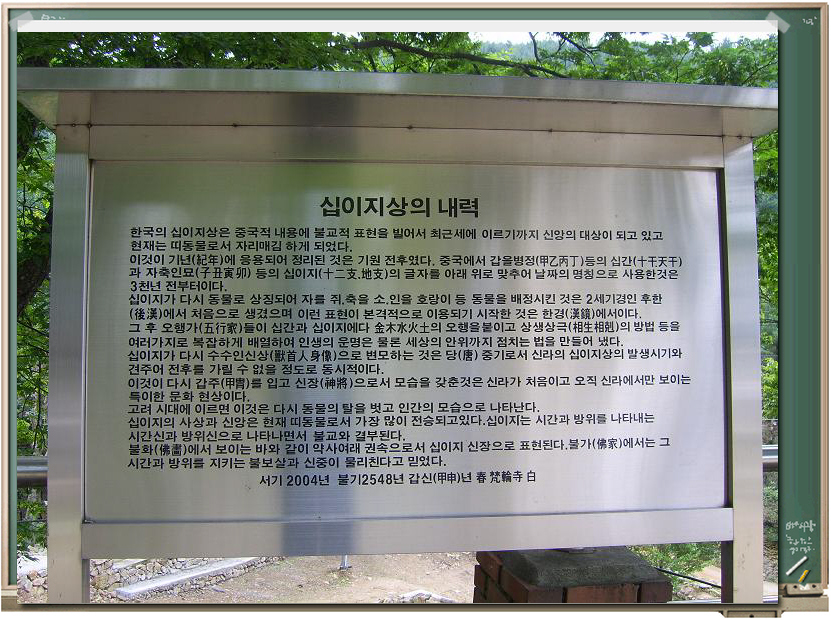 십이지상의 내력
한국의 십이지상은 중국적 내용에 불교적 표현을 빌어서 최근세에 이르기까지 신앙의 대상이 되고 있고
현재는 띠동물로서 자리매김 하게 되었다.
이것이 기년(紀年)에 응용되어 정리된 것은 기원 전후였다. 중국에서 갑을병정(甲乙丙丁)등의 십간(十干天干)
과 자축인묘(子丑寅卯) 등의 십이지(十二支.地支)의 글자를 아래 위로 맞추어 날짜의 명칭으로 사용한것은
3천년 전부터이다.
십이지가 다시 동물로 상징되어 자를 쥐.축을 소.인을 호랑이 등 동물을 배정시킨 것은 2세기경인 후한
(後漢)에서 처음으로 생겼으며 이런 표현이 본격적으로 이용되기 시작한 것은 한경(漢鏡)에서이다.
그 후 오행가(五行家)들이 십간과 십이지에다 金木水火土의 오행을붙이고 상생상극(相生相剋)의 방법 등을
여러가지로 복잡하게 배열하여 인생의 운명은 물론 세상의 안위까지 점치는 법을 만들어 냈다.
십이지가 다시 수수인신상(獸首人身像)으로 변모하는 것은 당(唐) 중기로서 신라의 십이지상의 발생시기와
견주어 전후를 가릴 수 없을 정도로 동시적이다.
이것이 다시 갑주(甲胄)를 입고 신장(神將)으로서 모습을 갖춘것은 신라가 처음이고 오직 신라에서만 보이는
특이한 문화 현상이다.
고려 시대에 이르면 이것은 다시 동물의 탈을 벗고 인간의 모습으로 나타난다.
십이지의 사상과 신앙은 현재 띠동물로서 가장 많이 전승되고있다.십이지는 시간과 방위를 나타내는
시간신과 방위신으로 나타나면서 불교와 결부된다.
불화(佛畵)에서 보이는 바와 같이 약사여래 권속으로서 십이지 신장으로 표현된다.불가(佛家)에서는 그
시간과 방위를 지키는 불보살과 신중이 물리친다고 믿었다.
서기 2004년 불기2548년 갑신(甲申)년 春 梵輪寺 白